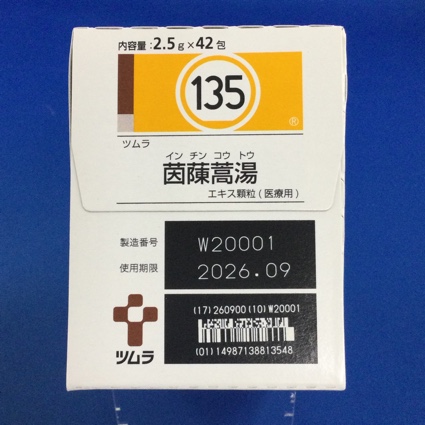 内容量：2.5g×42包
135
®
ツムラ
イン チン コウ トウ
茵蔯蒿湯
エキス顆粒(医療用)
製造番号 W20001
使用期限 2026.09
(17)260900(10)W20001
(01)14987138813548
ツムラ